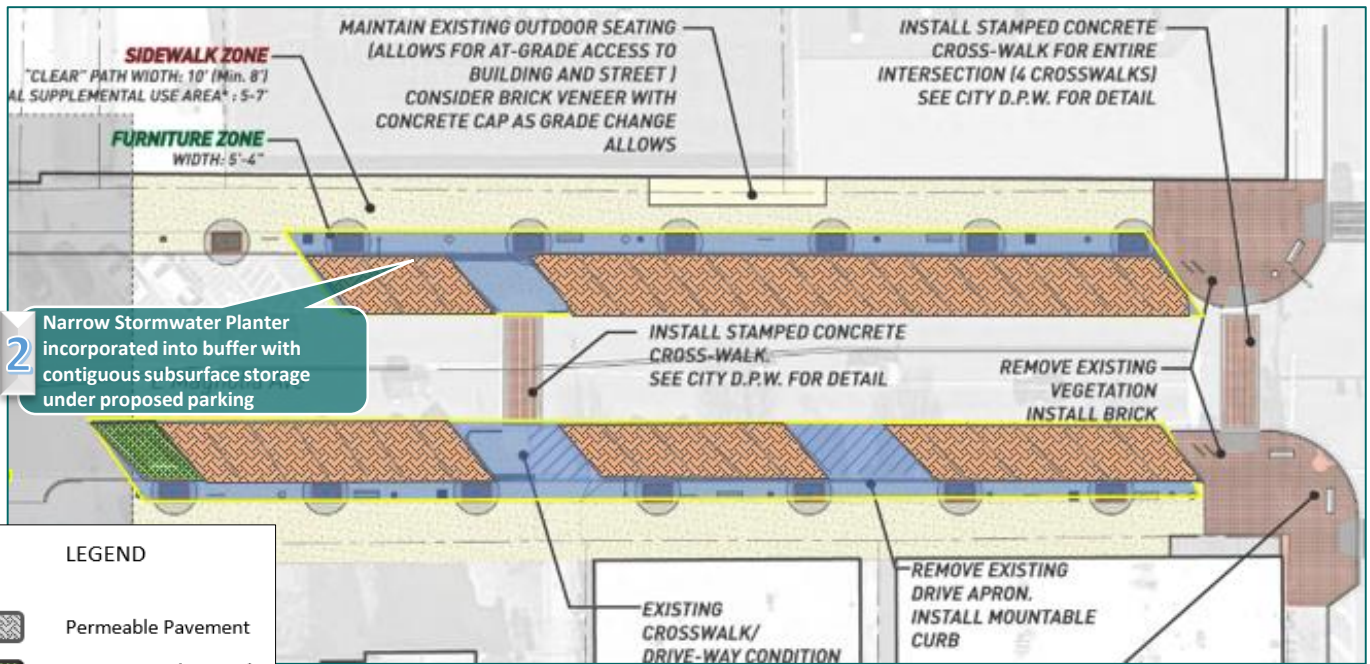 SIDEWALK ZONE
"CLEAR" PATH WIDTH: 10' (Min. 8')
AL SUPPLEMENTAL USE AREA* : 5-7'
FURNITURE ZONE
WIDTH: 5'-4"
MAINTAIN EXISTING OUTDOOR SEATING
(ALLOWS FOR AT-GRADE ACCESS TO
BUILDING AND STREET )
CONSIDER BRICK VENEER WITH
CONCRETE CAP AS GRADE CHANGE
ALLOWS
INSTALL STAMPED CONCRETE
CROSS-WALK FOR ENTIRE
INTERSECTION (4 CROSSWALKS)
SEE CITY D.P.W. FOR DETAIL
2
Narrow Stormwater Planter
incorporated into buffer with
contiguous subsurface storage
under proposed parking
INSTALL STAMPED CONCRETE
CROSS-WALK.
SEE CITY D.P.W. FOR DETAIL
REMOVE EXISTING
VEGETATION
INSTALL BRICK
LEGEND
Permeable Pavement
EXISTING
CROSSWALK/
DRIVE-WAY CONDITION
REMOVE EXISTING
DRIVE APRON.
INSTALL MOUNTABLE
CURB